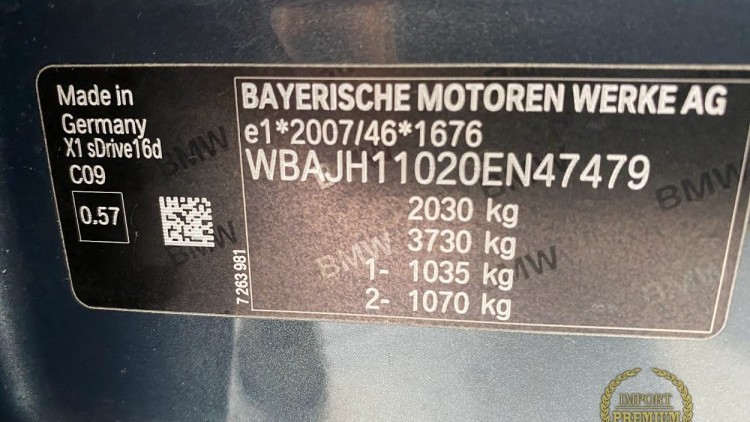 Made in
Germany
X1 sDrive16d
C09
0.57
7 263 981
BAYERISCHE MOTOREN WERKE AG
e1*2007/46*1676
WBAJH11020EN47479
2030 kg
3730 kg
1- 1035 kg
2- 1070 kg
BMW
BMW
BMW
BMW
IMPORT
PREMIUM